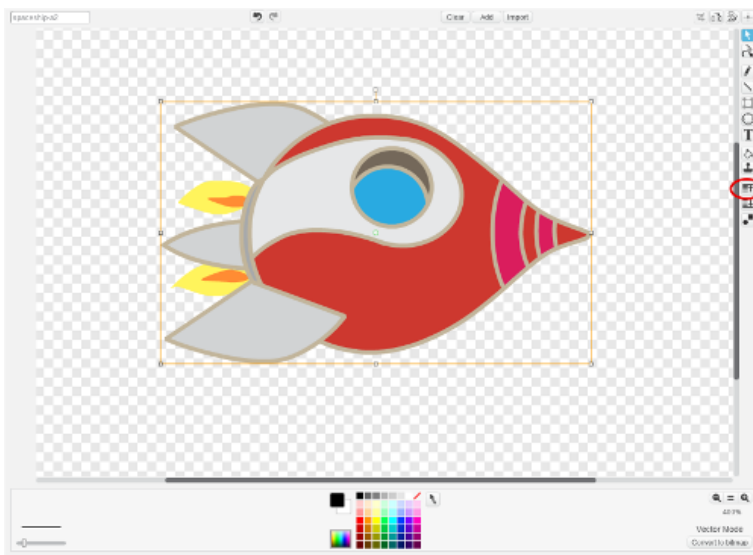 spaceship-a2
Clear Add Import
T
Vector Mode
Convert to bitmap